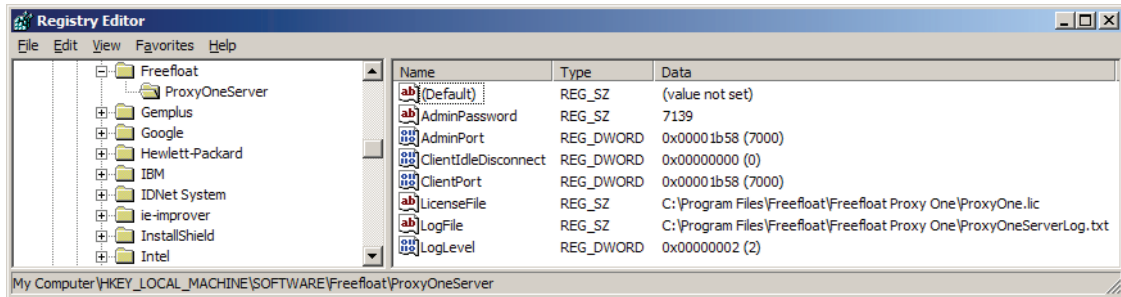 Registry Editor
File Edit View Favorites Help
Freefloat
ProxyOneServer
Gemplus
Google
Hewlett-Packard
IBM
IDNet System
ie-improver
InstallShield
Intel
Name Type Data
(Default) REG_SZ (value not set)
AdminPassword REG_SZ 7139
AdminPort REG_DWORD 0x00001b58 (7000)
ClientIdleDisconnect REG_DWORD 0x00000000 (0)
ClientPort REG_DWORD 0x00001b58 (7000)
LicenseFile REG_SZ C:\Program Files\Freefloat\Freefloat Proxy One\ProxyOne.lic
LogFile REG_SZ C:\Program Files\Freefloat\Freefloat Proxy One\ProxyOneServerLog.txt
LogLevel REG_DWORD 0x00000002 (2)
My Computer\HKEY_LOCAL_MACHINE\SOFTWARE\Freefloat\ProxyOneServer